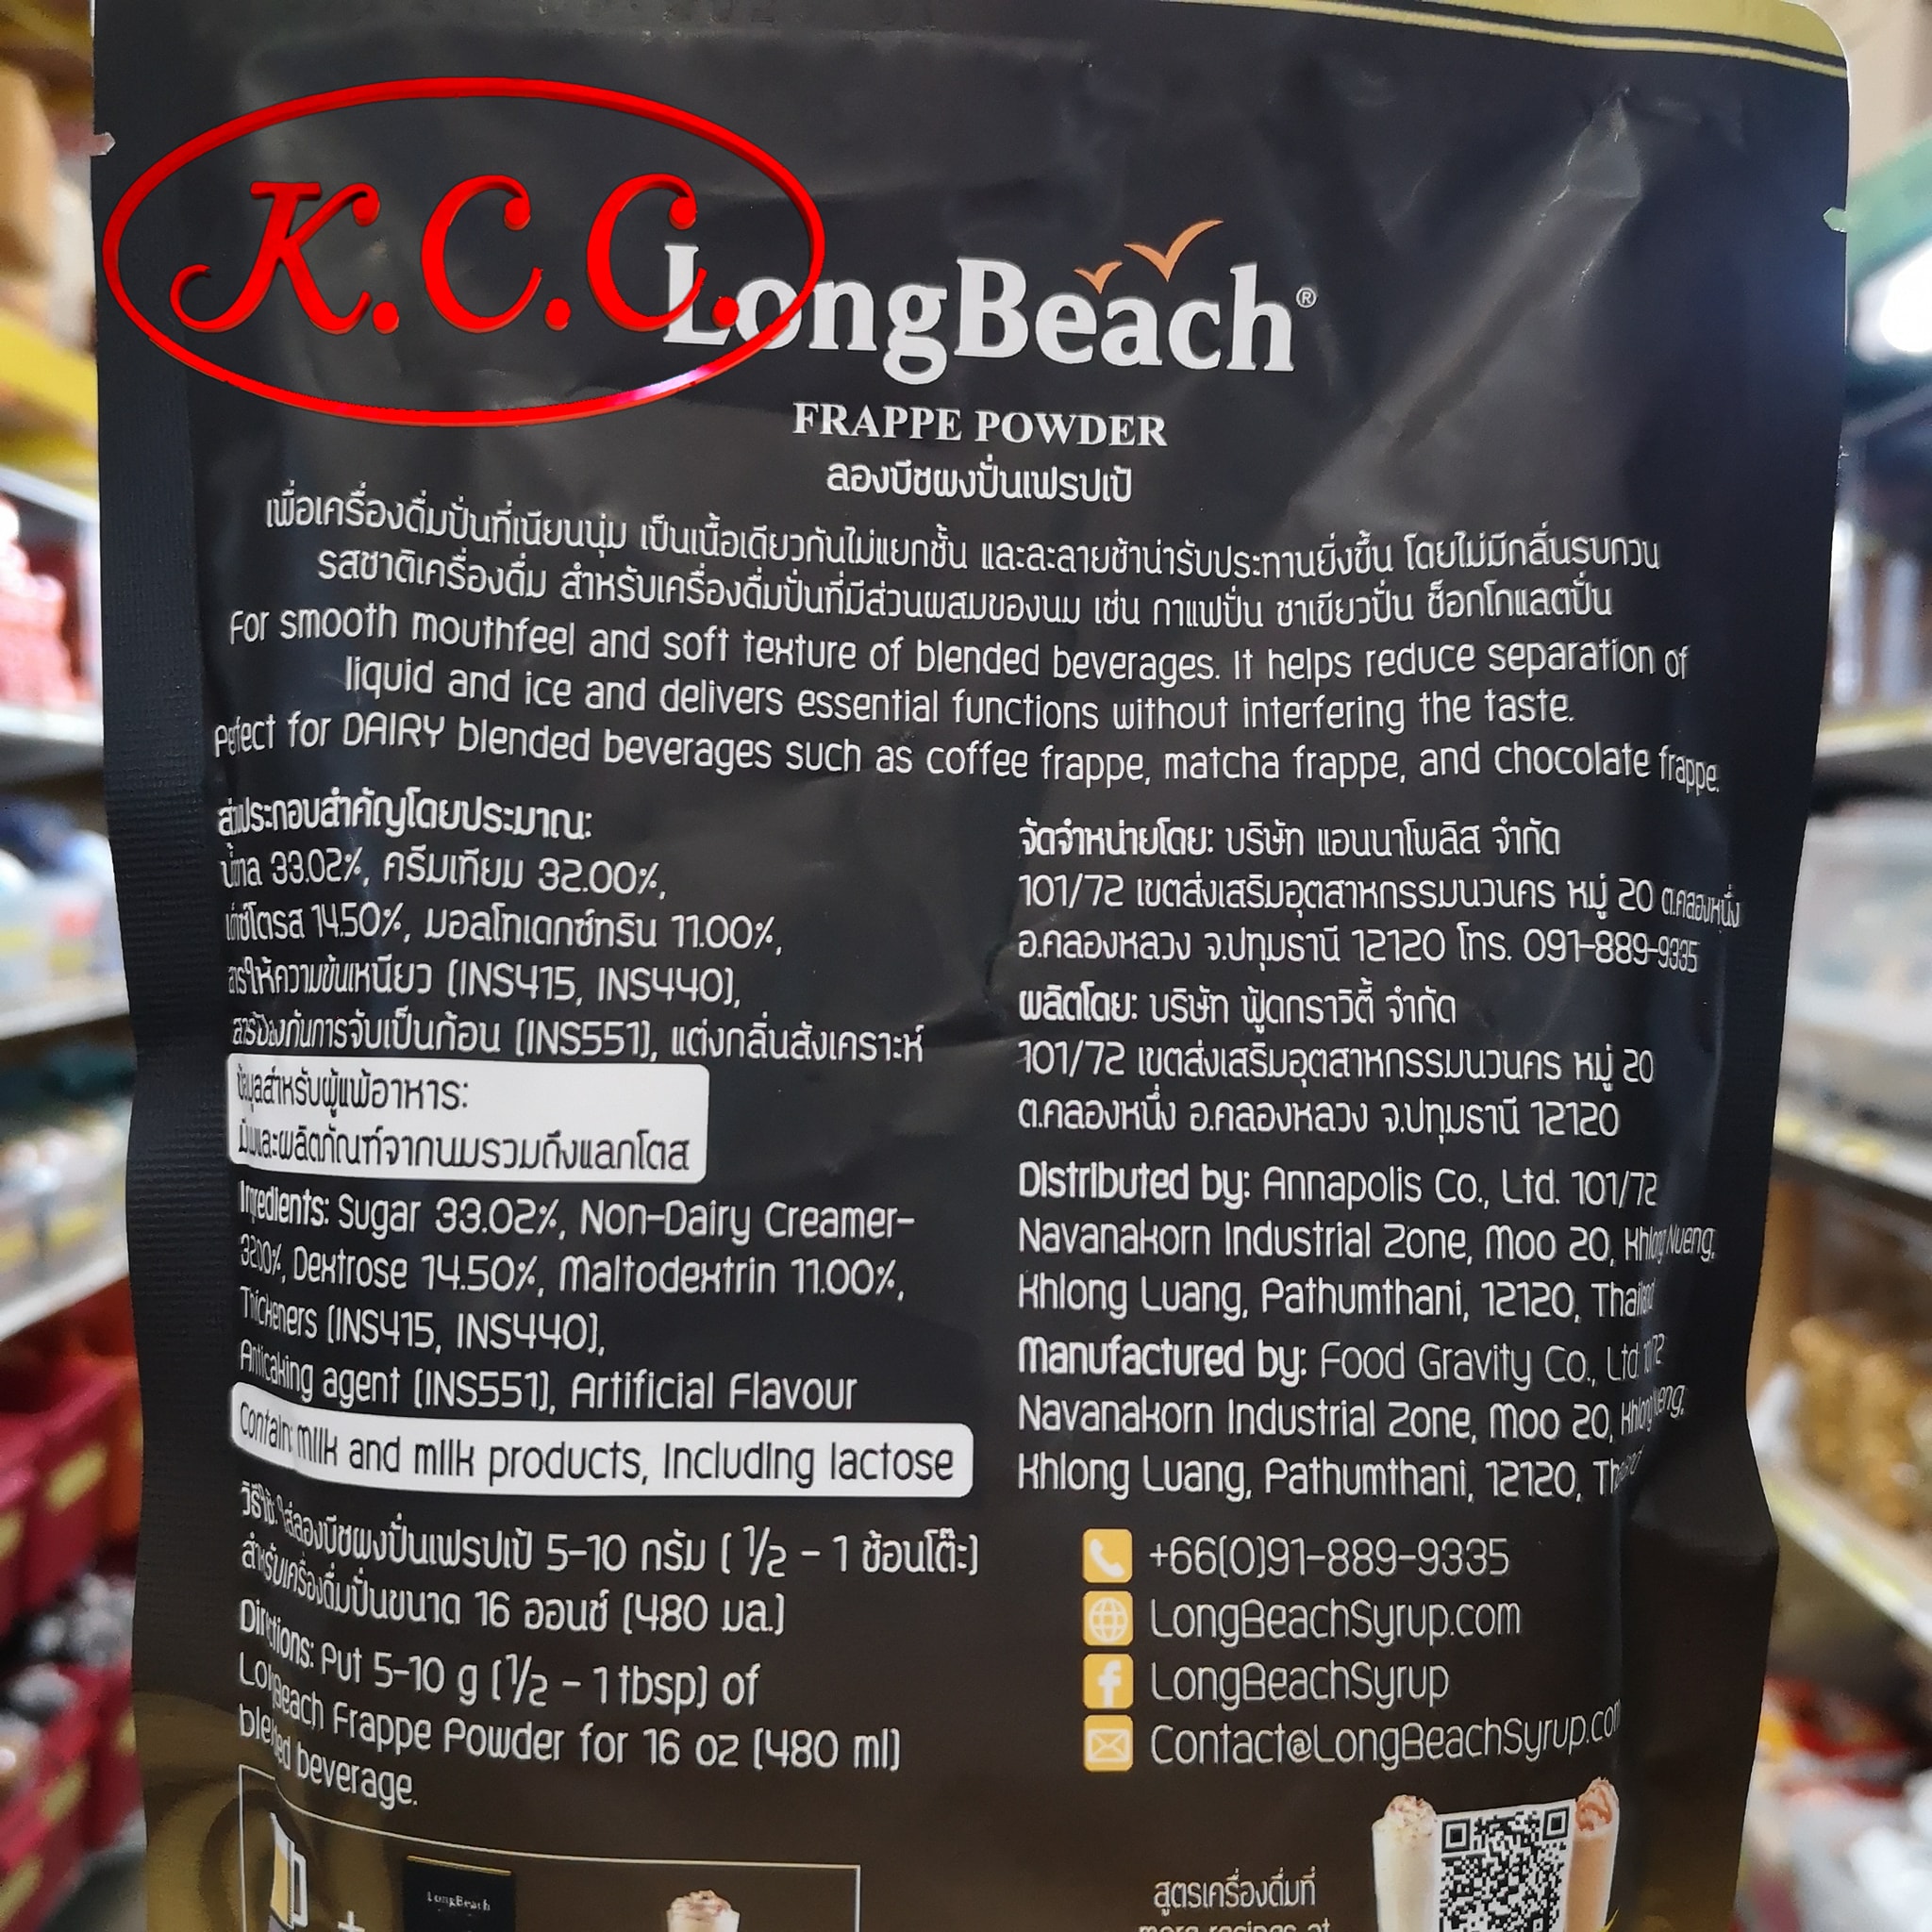 K.C.C.
LongBeach®
FRAPPE POWDER
ลองบีชผงปั่นเฟรปเป้
เพื่อเครื่องดื่มปั่นที่เนียนนุ่ม เป็นเนื้อเดียวกันไม่แยกชั้น และละลายช้าน่ารับประทานยิ่งขึ้น โดยไม่มีกลิ่นรบกวน
รสชาติเครื่องดื่ม สำหรับเครื่องดื่มปั่นที่มีส่วนผสมของนม เช่น กาแฟปั่น ชาเขียวปั่น ช็อกโกแลตปั่น
For smooth mouthfeel and soft texture of blended beverages. It helps reduce separation of
liquid and ice and delivers essential functions without interfering the taste.
Perfect for DAIRY blended beverages such as coffee frappe, matcha frappe, and chocolate frappe.
ส่วนประกอบสำคัญโดยประมาณ:
น้ำตาล 33.02%, ครีมเทียม 32.00%,
เด็กซ์โตรส 14.50%, มอลโทเดกซ์ทริน 11.00%,
สารให้ความข้นเหนียว (INS415, INS440),
สารป้องกันการจับเป็นก้อน (INS551), แต่งกลิ่นสังเคราะห์
ข้อมูลสำหรับผู้แพ้อาหาร:
มีนมและผลิตภัณฑ์จากนมรวมถึงแลกโตส
Ingredients: Sugar 33.02%, Non-Dairy Creamer-
32.00%, Dextrose 14.50%, Maltodextrin 11.00%,
Thickeners (INS415, INS440),
Anticaking agent (INS551), Artificial Flavour
Contain: milk and milk products, including lactose
วิธีใช้: ใส่ลองบีชผงปั่นเฟรปเป้ 5-10 กรัม ( 1/2 - 1 ช้อนโต๊ะ)
สำหรับเครื่องดื่มปั่นขนาด 16 ออนซ์ (480 มล.)
Directions: Put 5-10 g (1/2 - 1 tbsp) of
LongBeach Frappe Powder for 16 oz (480 ml)
blended beverage.
จัดจำหน่ายโดย: บริษัท แอนนาโพลิส จำกัด
101/72 เขตส่งเสริมอุตสาหกรรมนวนคร หมู่ 20 ต.คลองหนึ่ง
อ.คลองหลวง จ.ปทุมธานี 12120 โทร. 091-889-9335
ผลิตโดย: บริษัท ฟู้ดกราวิตี้ จำกัด
101/72 เขตส่งเสริมอุตสาหกรรมนวนคร หมู่ 20
ต.คลองหนึ่ง อ.คลองหลวง จ.ปทุมธานี 12120
Distributed by: Annapolis Co., Ltd. 101/72
Navanakorn Industrial Zone, Moo 20, Khlong Nueng,
Khlong Luang, Pathumthani, 12120, Thailand
Manufactured by: Food Gravity Co., Ltd. 101/72
Navanakorn Industrial Zone, Moo 20, Khlong Nueng,
Khlong Luang, Pathumthani, 12120, Thailand
+66(0)91-889-9335
LongBeachSyrup.com
LongBeachSyrup
Contact@LongBeachSyrup.com
LongBeach
สูตรเครื่องดื่มที่
more recipes at